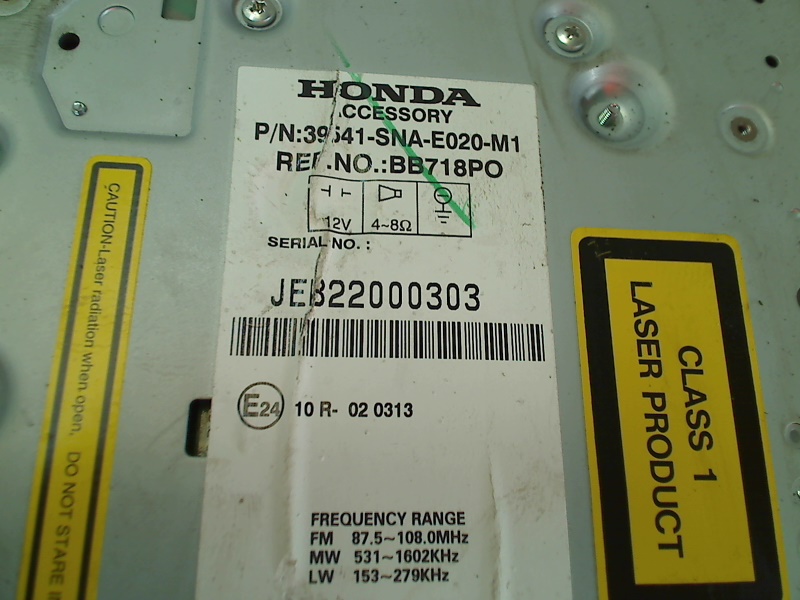 HONDA
ACCESSORY
P/N:39541-SNA-E020-M1
REF.NO.:BB718PO
12V 4~8Ω
SERIAL NO. :
JEB22000303
E24 10 R- 02 0313
FREQUENCY RANGE
FM 87.5~108.0MHz
MW 531~1602KHz
LW 153~279KHz
CAUTION-Laser radiation when open, DO NOT STARE
CLASS 1
LASER PRODUCT